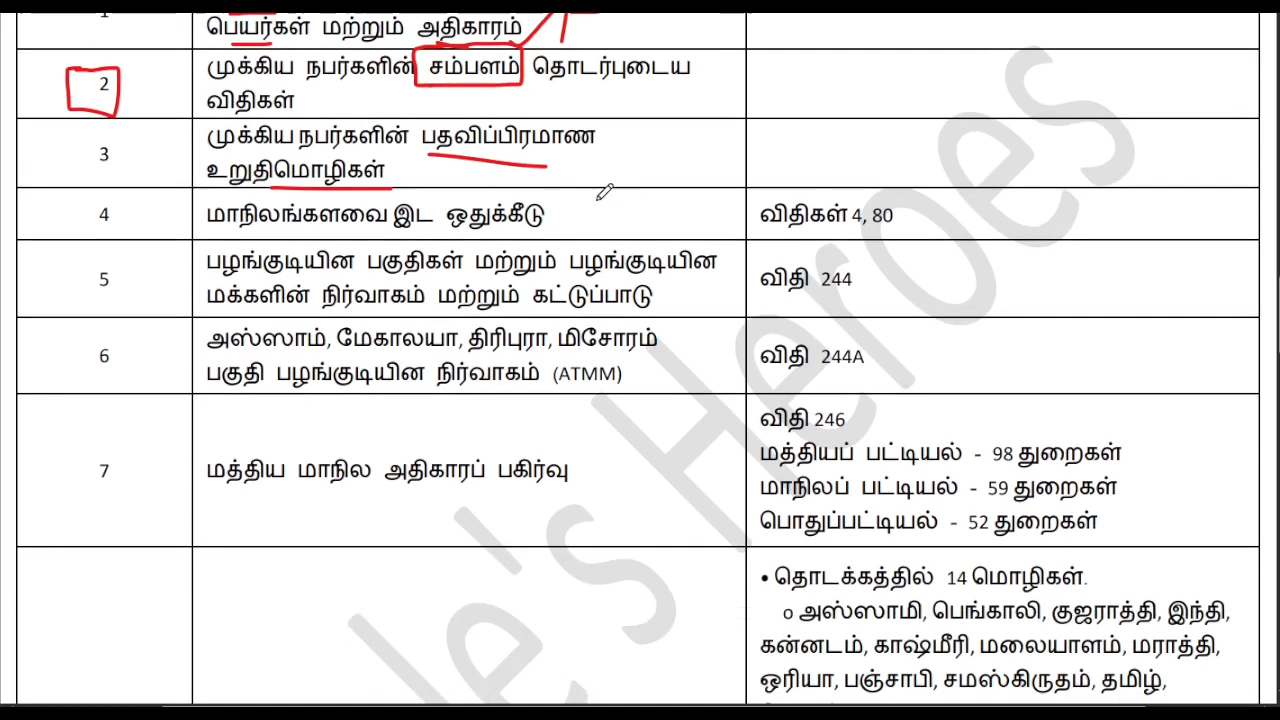 1
பெயர்கள் மற்றும் அதிகாரம்
2
முக்கிய நபர்களின் சம்பளம் தொடர்புடைய
விதிகள்
3
முக்கிய நபர்களின் பதவிப்பிரமாண
உறுதிமொழிகள்
4
மாநிலங்களவை இட ஒதுக்கீடு
விதிகள் 4, 80
5
பழங்குடியின பகுதிகள் மற்றும் பழங்குடியின
மக்களின் நிர்வாகம் மற்றும் கட்டுப்பாடு
விதி 244
6
அஸ்ஸாம், மேகாலயா, திரிபுரா, மிசோரம்
பகுதி பழங்குடியின நிர்வாகம் (ATMM)
விதி 244A
7
மத்திய மாநில அதிகாரப் பகிர்வு
விதி 246
மத்தியப் பட்டியல் - 98 துறைகள்
மாநிலப் பட்டியல் - 59 துறைகள்
பொதுப்பட்டியல் - 52 துறைகள்
• தொடக்கத்தில் 14 மொழிகள்.
o அஸ்ஸாமி, பெங்காலி, குஜராத்தி, இந்தி,
கன்னடம், காஷ்மீரி, மலையாளம், மராத்தி,
ஒரியா, பஞ்சாபி, சமஸ்கிருதம், தமிழ்,
le's Heroes